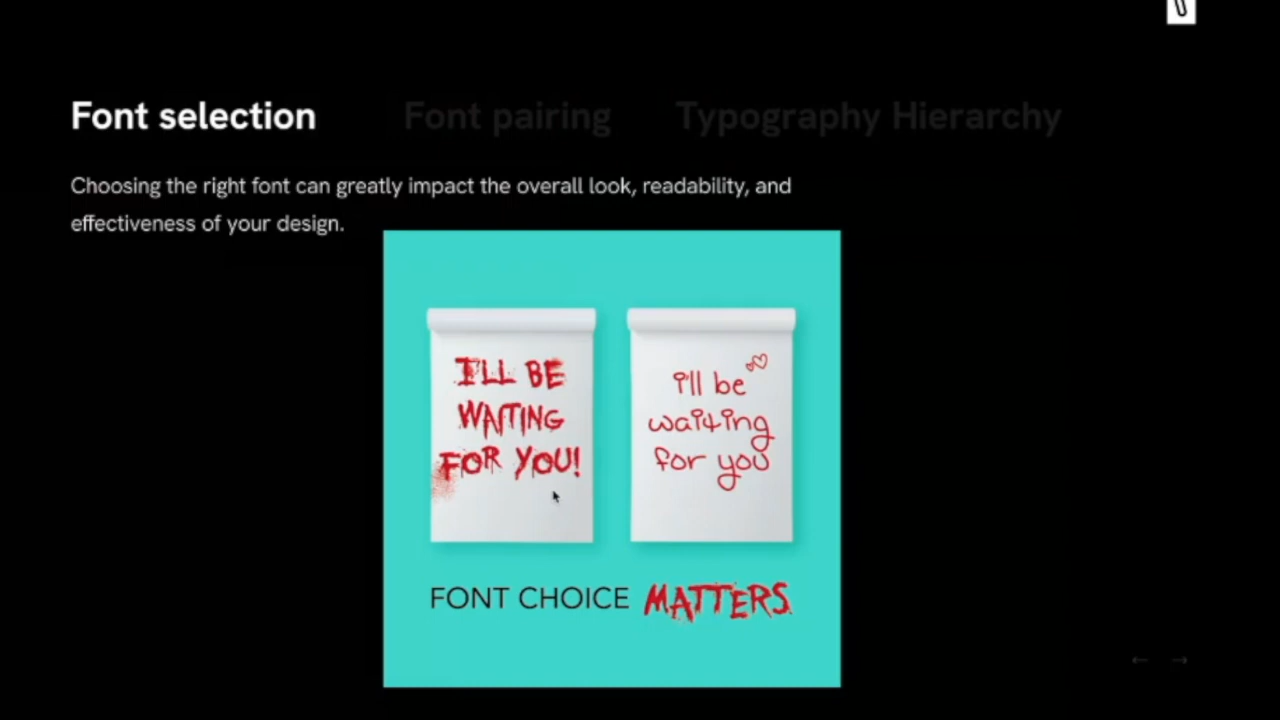 Font selection Font pairing Typography Hierarchy
Choosing the right font can greatly impact the overall look, readability, and
effectiveness of your design.
I'LL BE
WAITING
FOR YOU!
i'll be
waiting
for you
FONT CHOICE MATTERS.